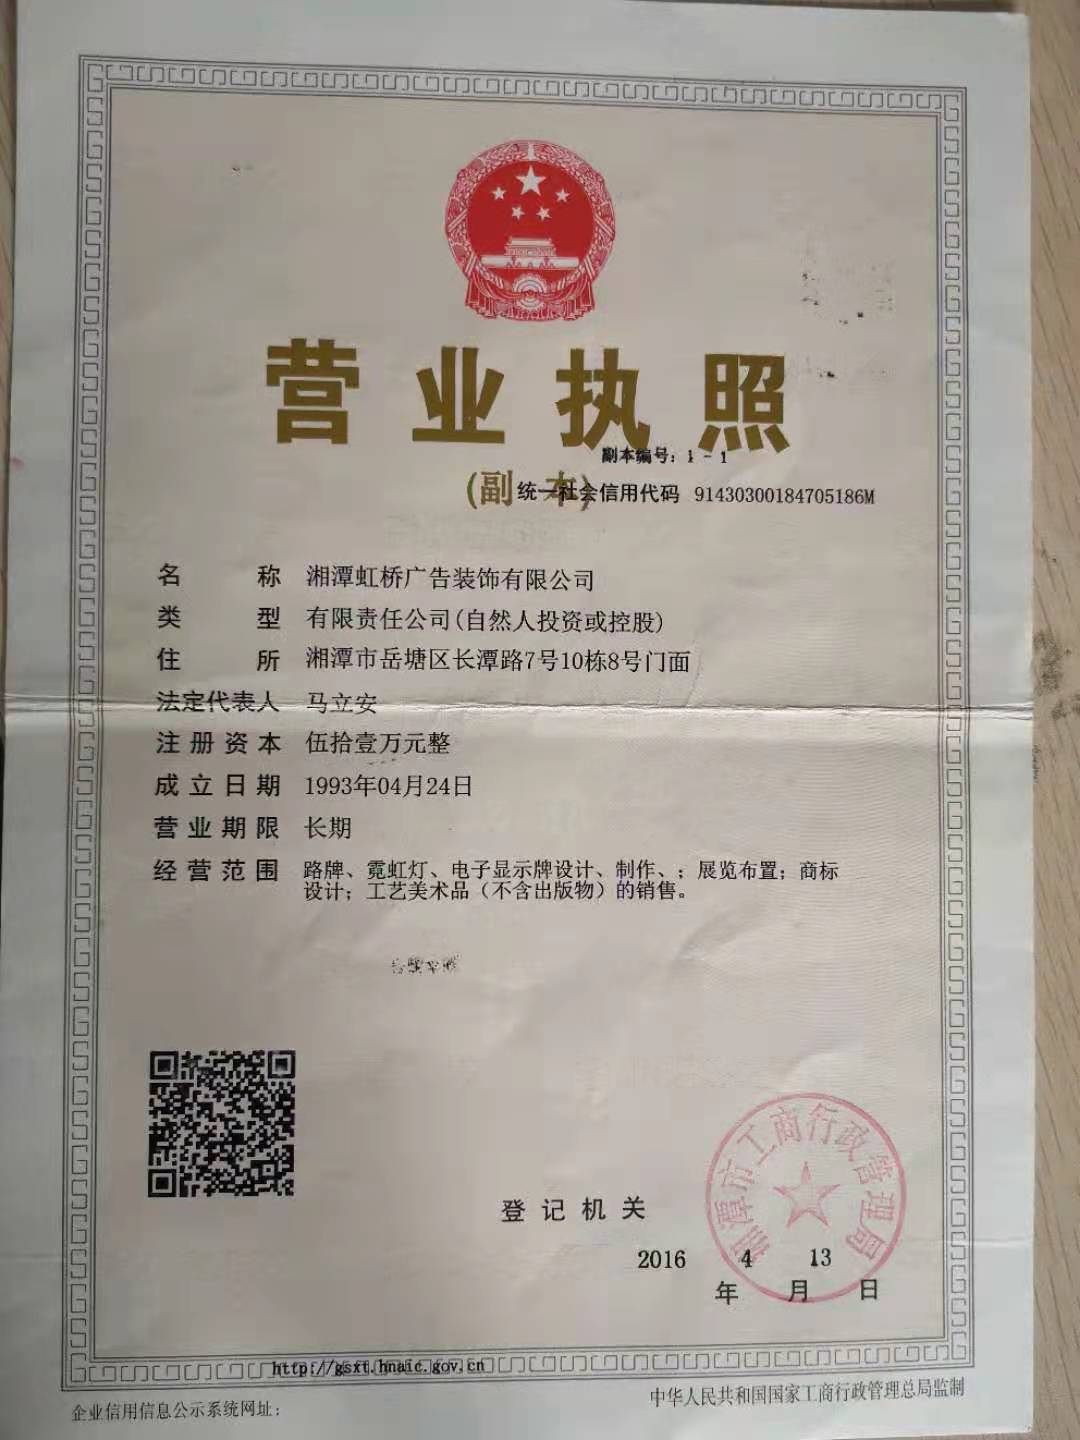 营业执照
副本编号：1-1
(副 本)
统一社会信用代码 91430300184705186M
名称 湘潭虹桥广告装饰有限公司
类型 有限责任公司(自然人投资或控股)
住所 湘潭市岳塘区长潭路7号10栋8号门面
法定代表人 马立安
注册资本 伍拾壹万元整
成立日期 1993年04月24日
营业期限 长期
经营范围 路牌、霓虹灯、电子显示牌设计、制作、；展览布置；商标
设计；工艺美术品（不含出版物）的销售。
湘潭市工商行政管理局
登记机关
2016年4月13日
http://gsxt.hnaic.gov.cn
企业信用信息公示系统网址：
中华人民共和国国家工商行政管理总局监制